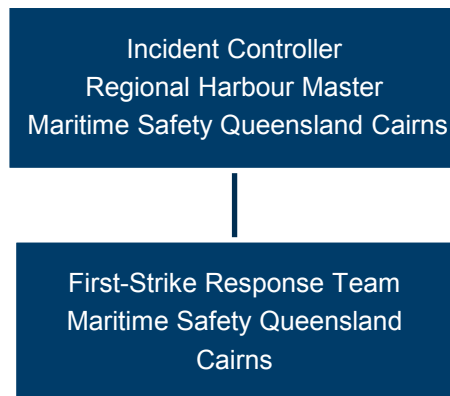 Incident Controller
Regional Harbour Master
Maritime Safety Queensland Cairns
First-Strike Response Team
Maritime Safety Queensland
Cairns